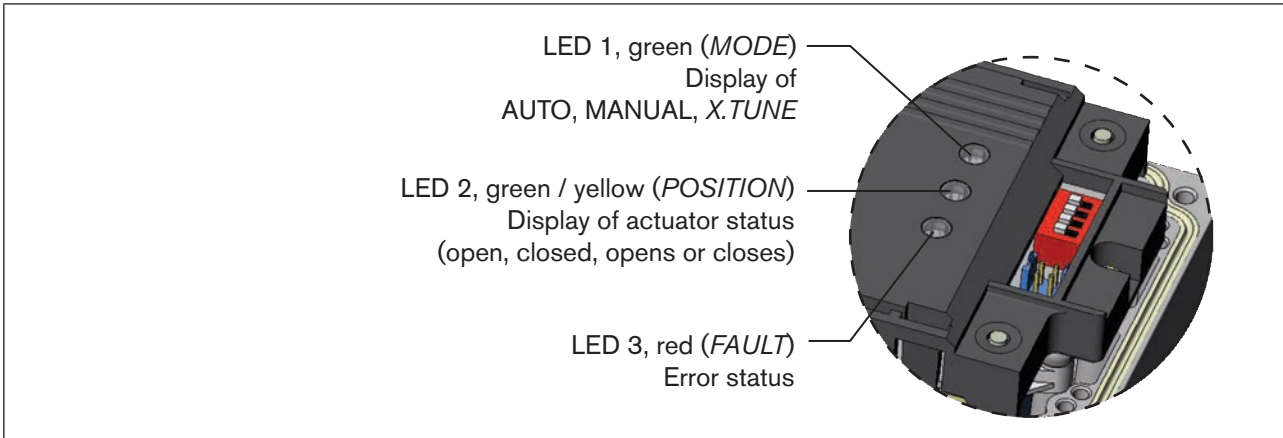 LED 1, green (MODE)
Display of
AUTO, MANUAL, X.TUNE
LED 2, green / yellow (POSITION)
Display of actuator status
(open, closed, opens or closes)
LED 3, red (FAULT)
Error status